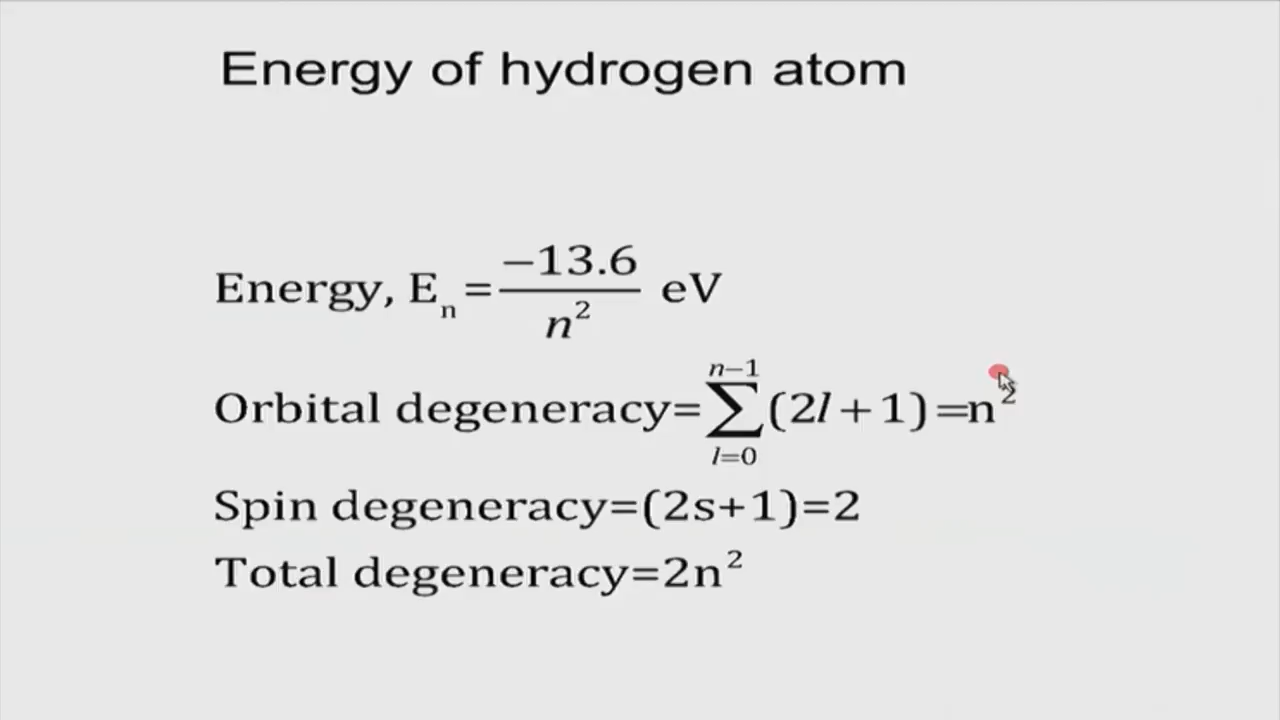 Energy of hydrogen atom
Energy, Eₙ = −13.6/n² eV
Orbital degeneracy=∑_{l=0}^{n−1}(2l+1)=n²
Spin degeneracy=(2s+1)=2
Total degeneracy=2n²